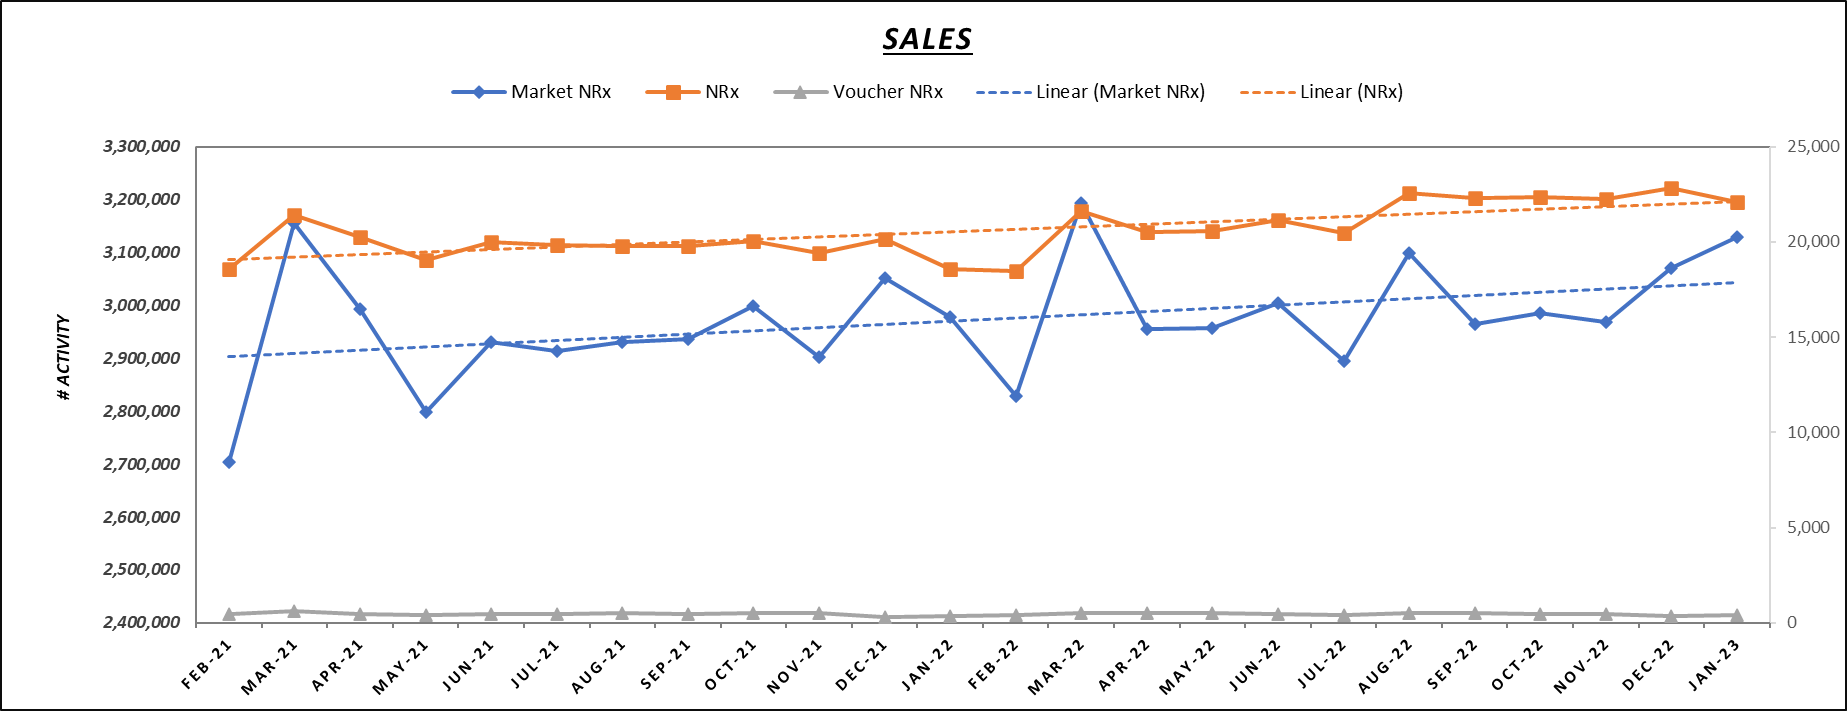 SALES
Market NRx NRx Voucher NRx Linear (Market NRx) Linear (NRx)
# ACTIVITY
3,300,000
3,200,000
3,100,000
3,000,000
2,900,000
2,800,000
2,700,000
2,600,000
2,500,000
2,400,000
25,000
20,000
15,000
10,000
5,000
0
FEB-21
MAR-21
APR-21
MAY-21
JUN-21
JUL-21
AUG-21
SEP-21
OCT-21
NOV-21
DEC-21
JAN-22
FEB-22
MAR-22
APR-22
MAY-22
JUN-22
JUL-22
AUG-22
SEP-22
OCT-22
NOV-22
DEC-22
JAN-23